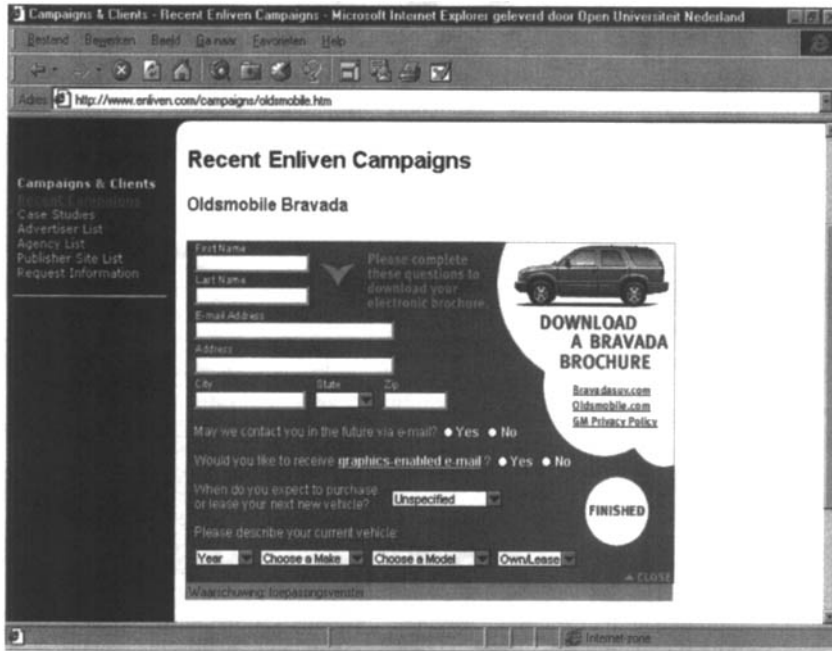 Campaigns & Clients - Recent Enliven Campaigns - Microsoft Internet Explorer geleverd door Open Universiteit Nederland
Bestand Bewerken Beeld Ga naar Favorieten Help
Adres http://www.enliven.com/campaigns/oldsmobile.htm
Campaigns & Clients
Recent Campaigns
Case Studies
Advertiser List
Agency List
Publisher Site List
Request Information
Recent Enliven Campaigns
Oldsmobile Bravada
First Name
Last Name
Please complete
these questions to
download your
electronic brochure.
E-mail Address
Address
City State Zip
DOWNLOAD
A BRAVADA
BROCHURE
Bravadasuv.com
Oldsmobile.com
GM Privacy Policy
May we contact you in the future via e-mail? Yes No
Would you like to receive graphics-enabled e-mail? Yes No
When do you expect to purchase
or lease your next new vehicle? Unspecified
FINISHED
Please describe your current vehicle:
Year Choose a Make Choose a Model Own/Lease
CLOSE
Waarschuwing: toepassingsvenster
Internet-zone